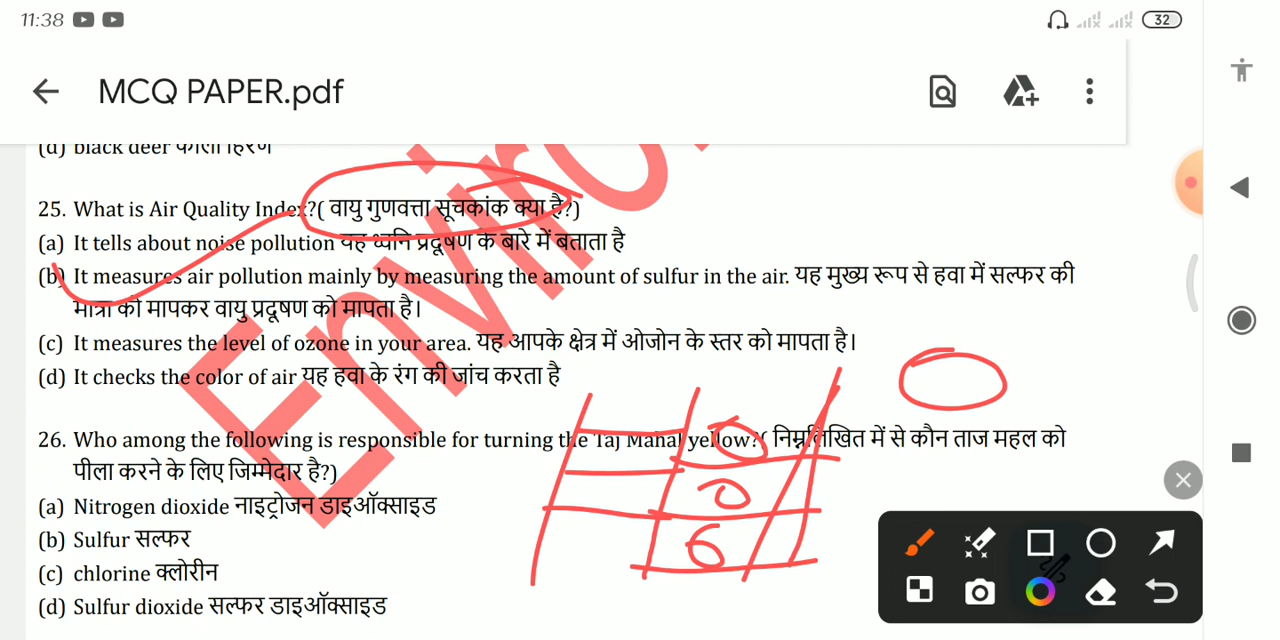 11:38
32
MCQ PAPER.pdf
(d) black deer काला हिरण
25. What is Air Quality Index?( वायु गुणवत्ता सूचकांक क्या है?)
(a) It tells about noise pollution यह ध्वनि प्रदूषण के बारे में बताता है
(b) It measures air pollution mainly by measuring the amount of sulfur in the air. यह मुख्य रूप से हवा में सल्फर की
मात्रा को मापकर वायु प्रदूषण को मापता है।
(c) It measures the level of ozone in your area. यह आपके क्षेत्र में ओजोन के स्तर को मापता है।
(d) It checks the color of air यह हवा के रंग की जांच करता है
26. Who among the following is responsible for turning the Taj Mahal yellow?( निम्नलिखित में से कौन ताज महल को
पीला करने के लिए जिम्मेदार है?)
(a) Nitrogen dioxide नाइट्रोजन डाइऑक्साइड
(b) Sulfur सल्फर
(c) chlorine क्लोरीन
(d) Sulfur dioxide सल्फर डाइऑक्साइड